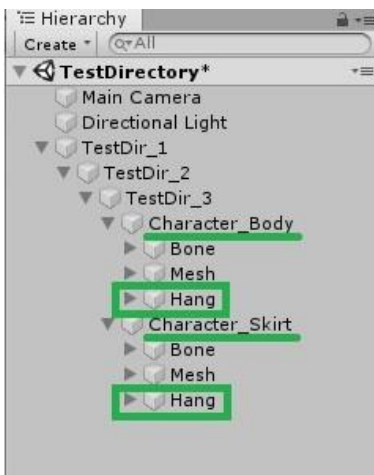 Hierarchy
Create All
TestDirectory*
Main Camera
Directional Light
TestDir_1
TestDir_2
TestDir_3
Character_Body
Bone
Mesh
Hang
Character_Skirt
Bone
Mesh
Hang